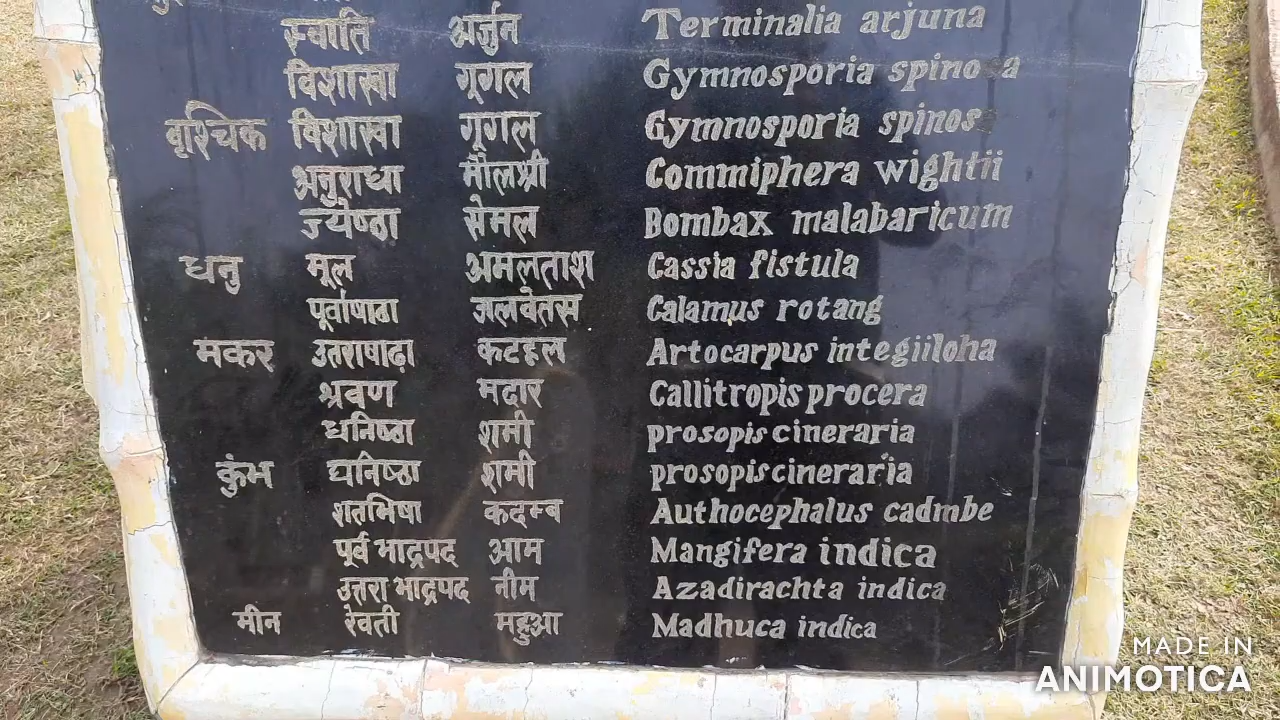 स्वाति अर्जुन Terminalia arjuna
विशाखा गूगल Gymnosporia spinosa
वृश्चिक विशाखा गूगल Gymnosporia spinosa
अनुराधा मौलश्री Commiphera wightii
ज्येष्ठा सेमल Bombax malabaricum
धनु मूल अमलताश Cassia fistula
पूर्वाषाढा जलवेतस Calamus rotang
मकर उतराषाढ़ा कटहल Artocarpus integiiloha
श्रवण मदार Callitropis procera
धनिष्ठा शमी prosopis cineraria
कुंभ धनिष्ठा शमी prosopis cineraria
शतभिषा कदम्ब Authocephalus cadmbe
पूर्व भाद्रपद आम Mangifera indica
उतरा भाद्रपद नीम Azadirachta indica
मीन रेवती महुआ Madhuca indica
MADE IN
ANIMOTICA